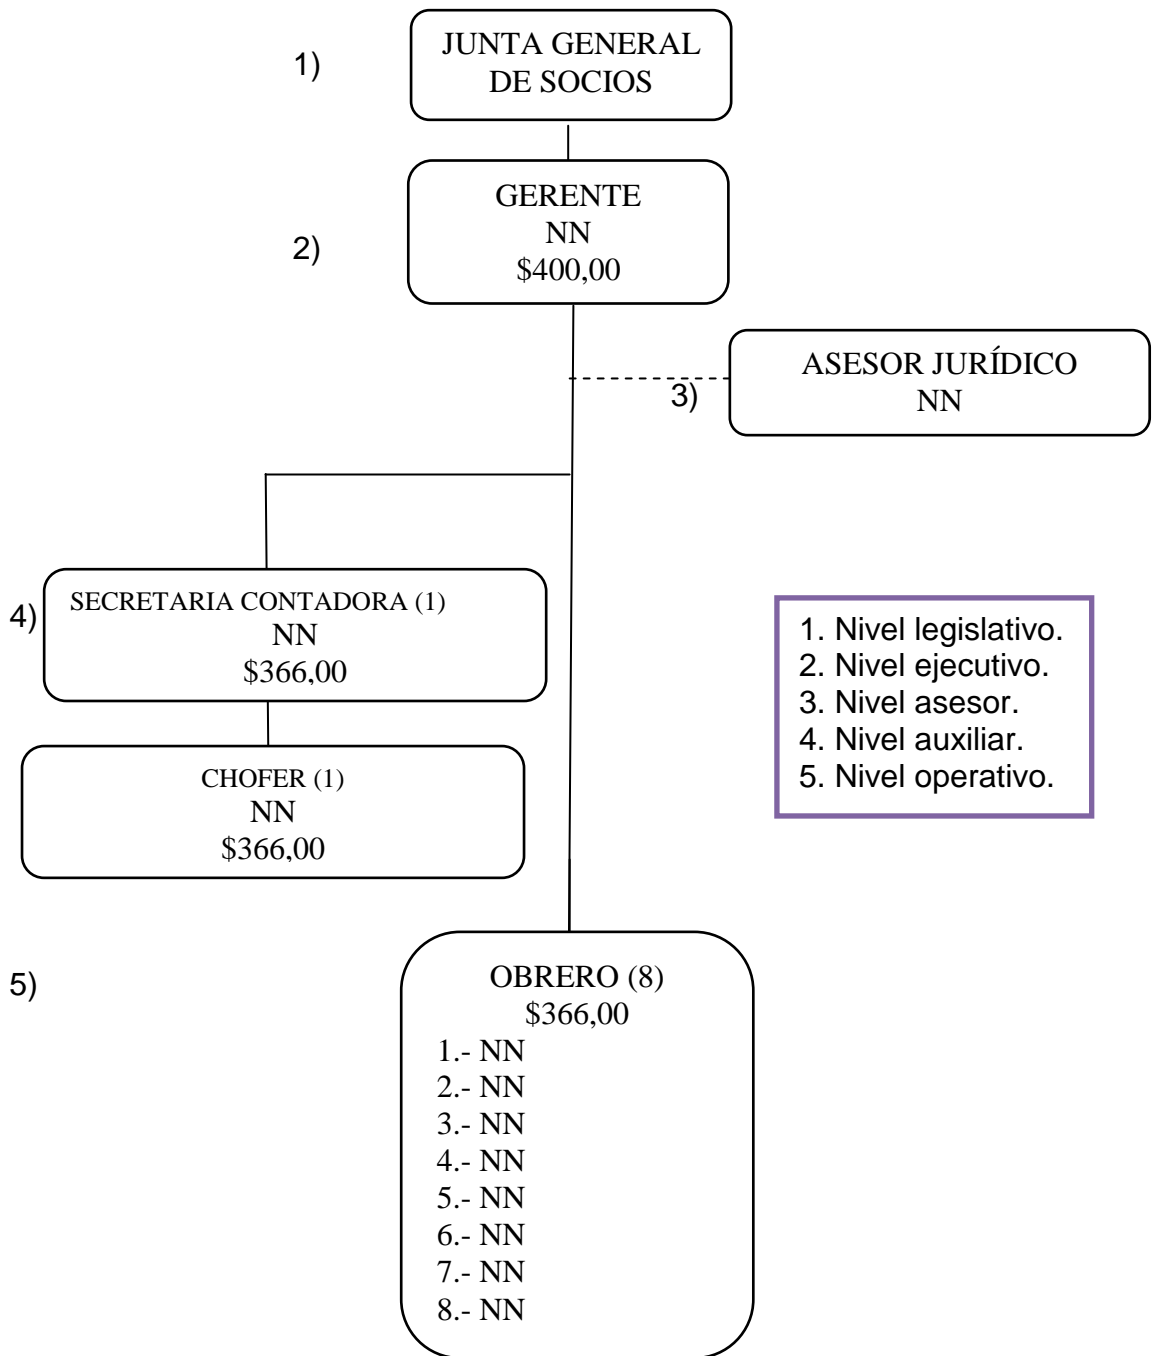 1)
JUNTA GENERAL
DE SOCIOS
2)
GERENTE
NN
$400,00
3)
ASESOR JURÍDICO
NN
4)
SECRETARIA CONTADORA (1)
NN
$366,00
CHOFER (1)
NN
$366,00
1. Nivel legislativo.
2. Nivel ejecutivo.
3. Nivel asesor.
4. Nivel auxiliar.
5. Nivel operativo.
5)
OBRERO (8)
$366,00
1.- NN
2.- NN
3.- NN
4.- NN
5.- NN
6.- NN
7.- NN
8.- NN